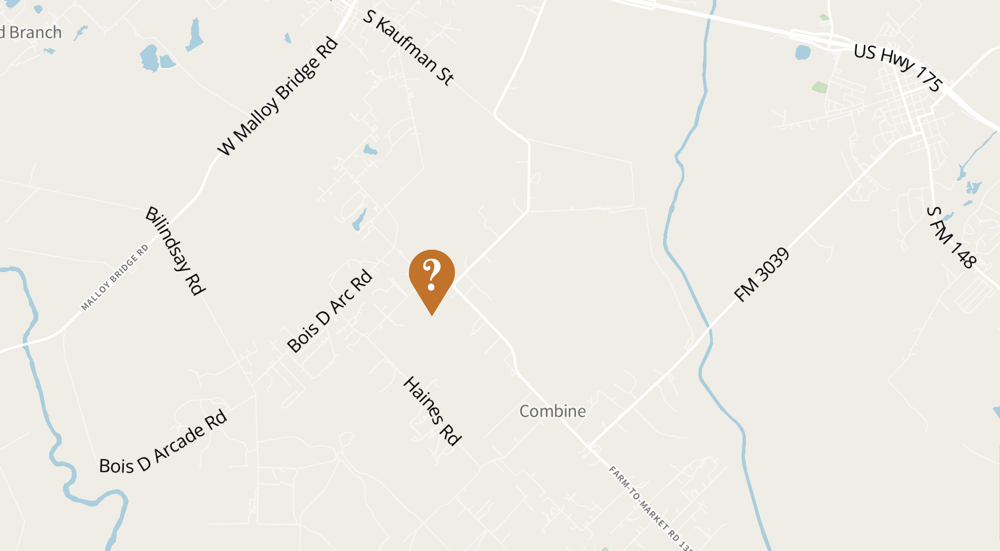 S Kaufman St
d Branch
W Malloy Bridge Rd
US Hwy 175
Bilindsay Rd
MALLOY BRIDGE RD
S FM 148
FM 3039
?
Bois D Arc Rd
Haines Rd
Combine
Bois D Arcade Rd
FARM-TO-MARKET RD 138